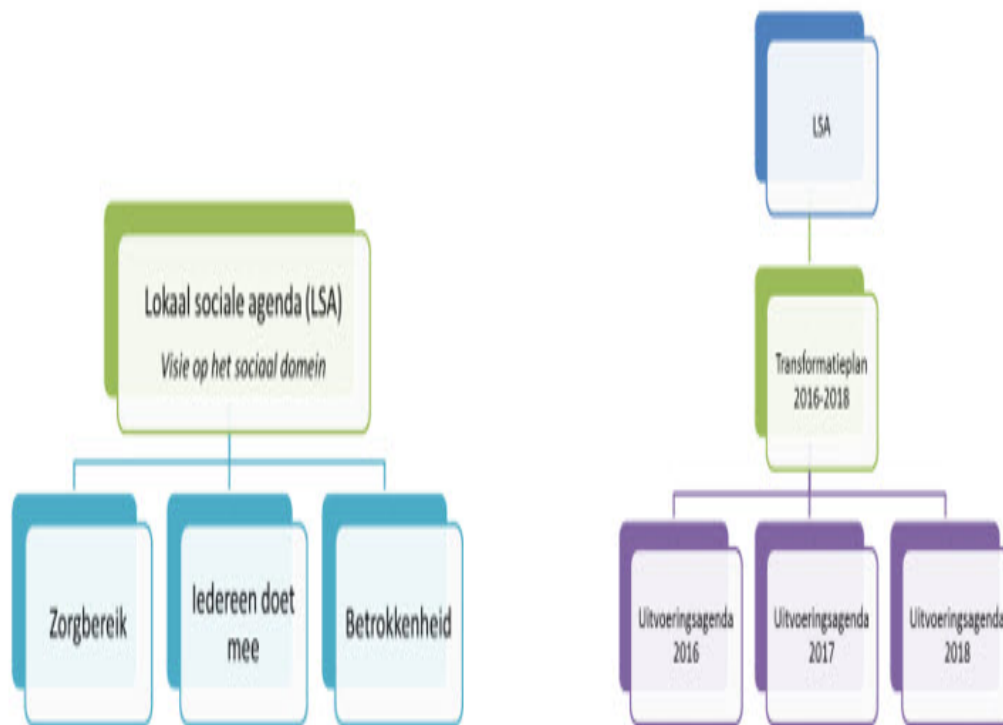 Lokaal sociale agenda (LSA)
Visie op het sociaal domein
Zorgbereik
Iedereen doet
mee
Betrokkenheid
LSA
Transformatieplan
2016-2018
Uitvoeringsagenda
2016
Uitvoeringsagenda
2017
Uitvoeringsagenda
2018